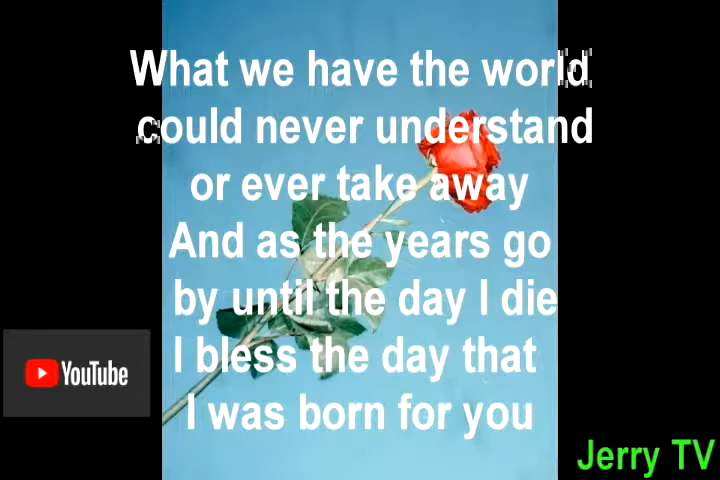 What we have the world
could never understand
or ever take away
And as the years go
by until the day I die
I bless the day that
I was born for you
YouTube
Jerry TV